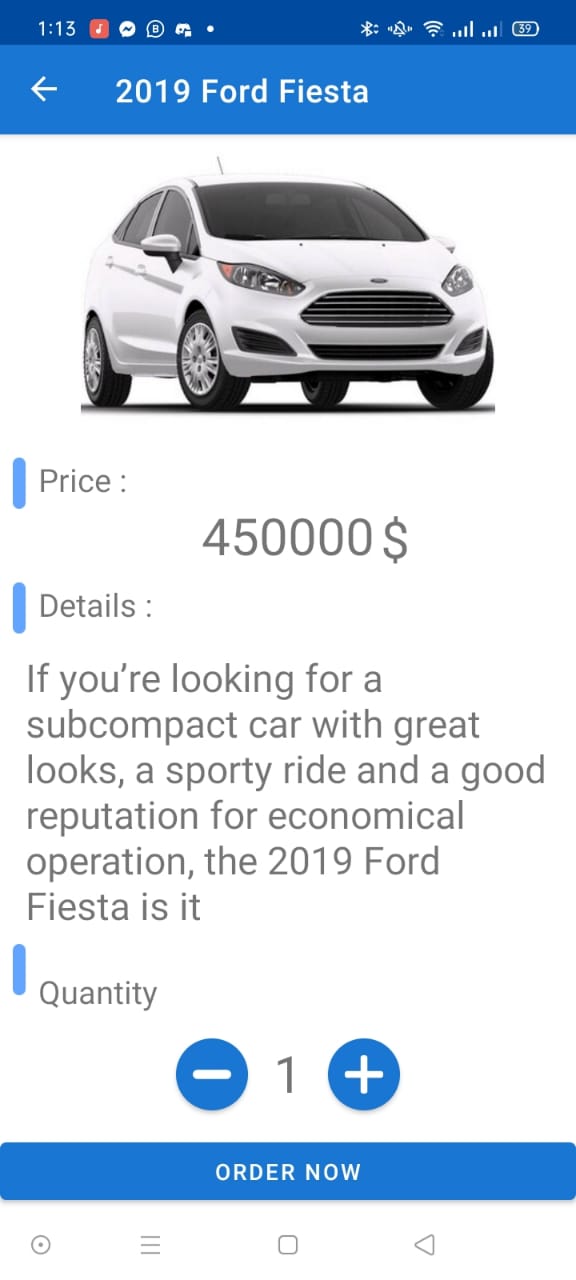 1:13
39
2019 Ford Fiesta
Price :
450000 $
Details :
If you’re looking for a
subcompact car with great
looks, a sporty ride and a good
reputation for economical
operation, the 2019 Ford
Fiesta is it
Quantity
1
ORDER NOW